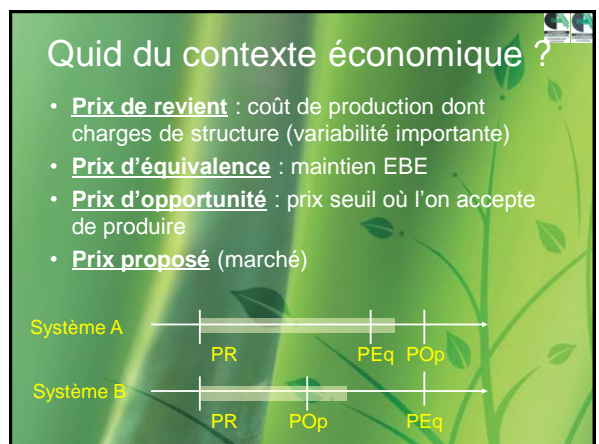 Quid du contexte économique ?
• Prix de revient : coût de production dont
charges de structure (variabilité importante)
• Prix d'équivalence : maintien EBE
• Prix d'opportunité : prix seuil où l'on accepte
de produire
• Prix proposé (marché)
Système A
PR PEq POp
Système B
PR POp PEq